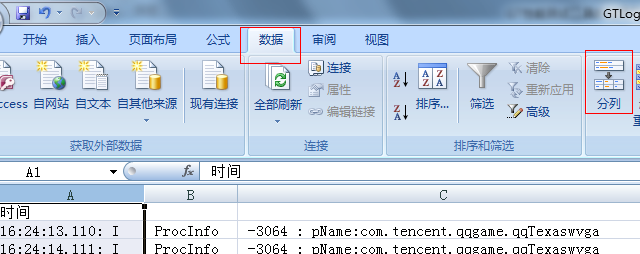 GTLog
开始 插入 页面布局 公式 数据 审阅 视图
ccess 自网站 自文本 自其他来源 现有连接 全部刷新 连接 属性 编辑链接 A Z Z A A Z Z A 排序... 筛选 清除 重新应用 高级 分列
获取外部数据 连接 排序和筛选
A1 fx 时间
A B C
时间
16:24:13.110: I ProcInfo -3064 : pName:com.tencent.qqgame.qqTexaswvga
16:24:14.111: I ProcInfo -3064 : pName:com.tencent.qqgame.qqTexaswvga